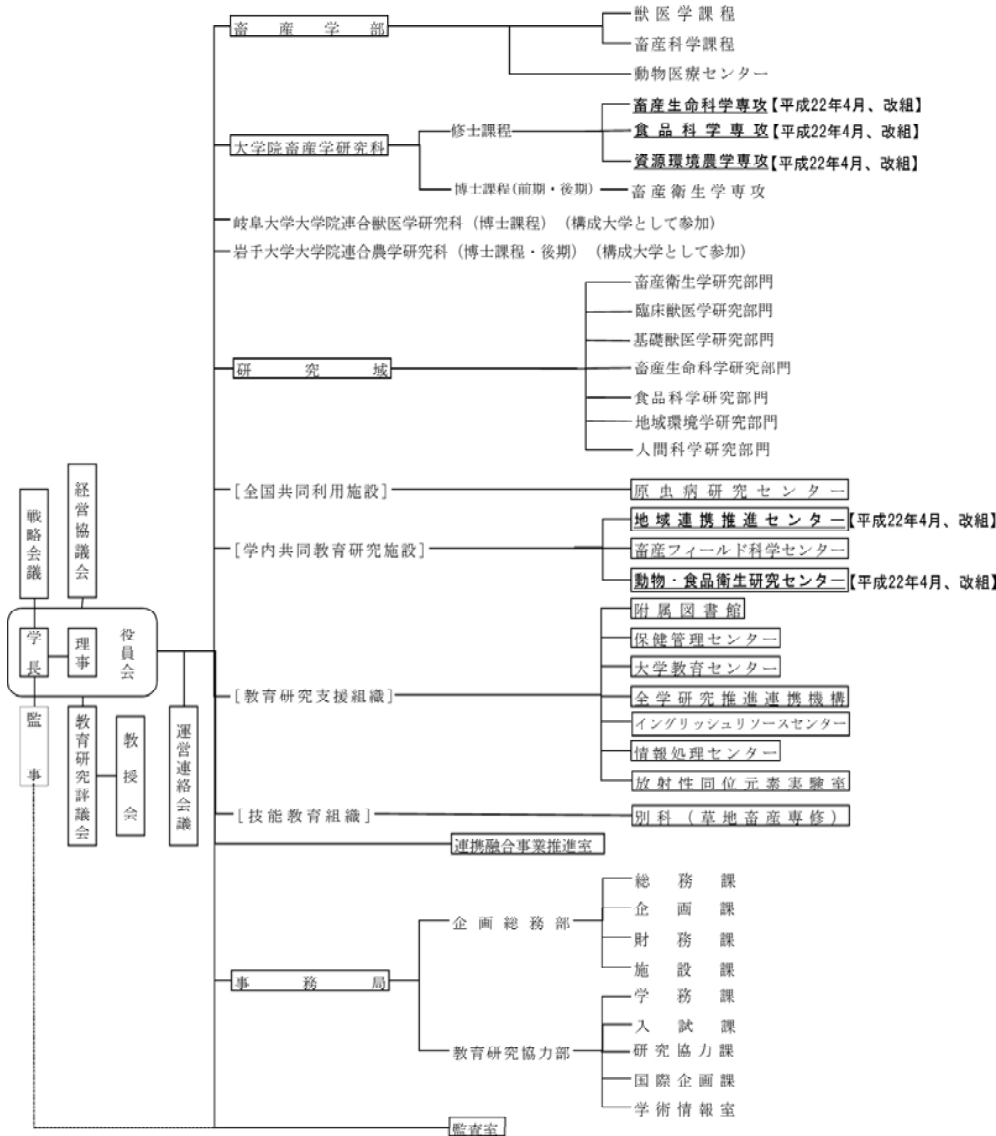 畜産学部
獣医学課程
畜産科学課程
動物医療センター
大学院畜産学研究科
修士課程
畜産生命科学専攻【平成22年4月、改組】
食品科学専攻【平成22年4月、改組】
資源環境農学専攻【平成22年4月、改組】
博士課程(前期・後期)
畜産衛生学専攻
岐阜大学大学院連合獣医学研究科（博士課程）（構成大学として参加）
岩手大学大学院連合農学研究科（博士課程・後期）（構成大学として参加）
研究域
畜産衛生学研究部門
臨床獣医学研究部門
基礎獣医学研究部門
畜産生命科学研究部門
食品科学研究部門
地域環境学研究部門
人間科学研究部門
[全国共同利用施設]
原虫病研究センター
[学内共同教育研究施設]
地域連携推進センター【平成22年4月、改組】
畜産フィールド科学センター
動物・食品衛生研究センター【平成22年4月、改組】
戦略会議
経営協議会
学長
理事
役員会
監事
教育研究評議会
教授会
運営連絡会議
[教育研究支援組織]
附属図書館
保健管理センター
大学教育センター
全学研究推進連携機構
イングリッシュリソースセンター
情報処理センター
放射性同位元素実験室
[技能教育組織]
別科（草地畜産専修）
連携融合事業推進室
事務局
企画総務部
総務課
企画課
財務課
施設課
教育研究協力部
学務課
入試課
研究協力課
国際企画課
学術情報室
監査室